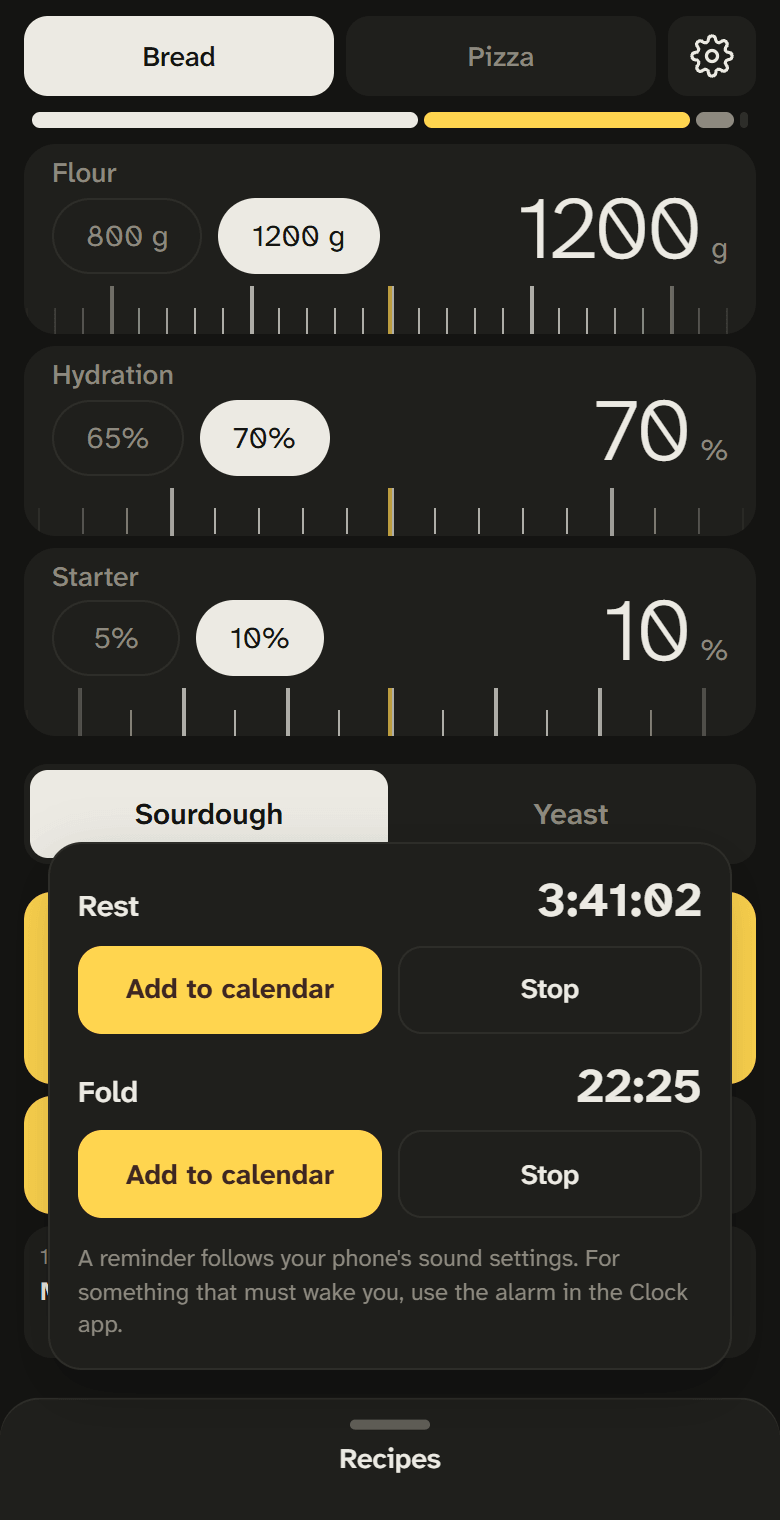 Bread
Pizza
Flour
800 g
1200 g
1200 g
Hydration
65%
70%
70 %
Starter
5%
10%
10 %
Sourdough
Yeast
Rest
3:41:02
Add to calendar
Stop
Fold
22:25
Add to calendar
Stop
A reminder follows your phone's sound settings. For
something that must wake you, use the alarm in the Clock
app.
Recipes